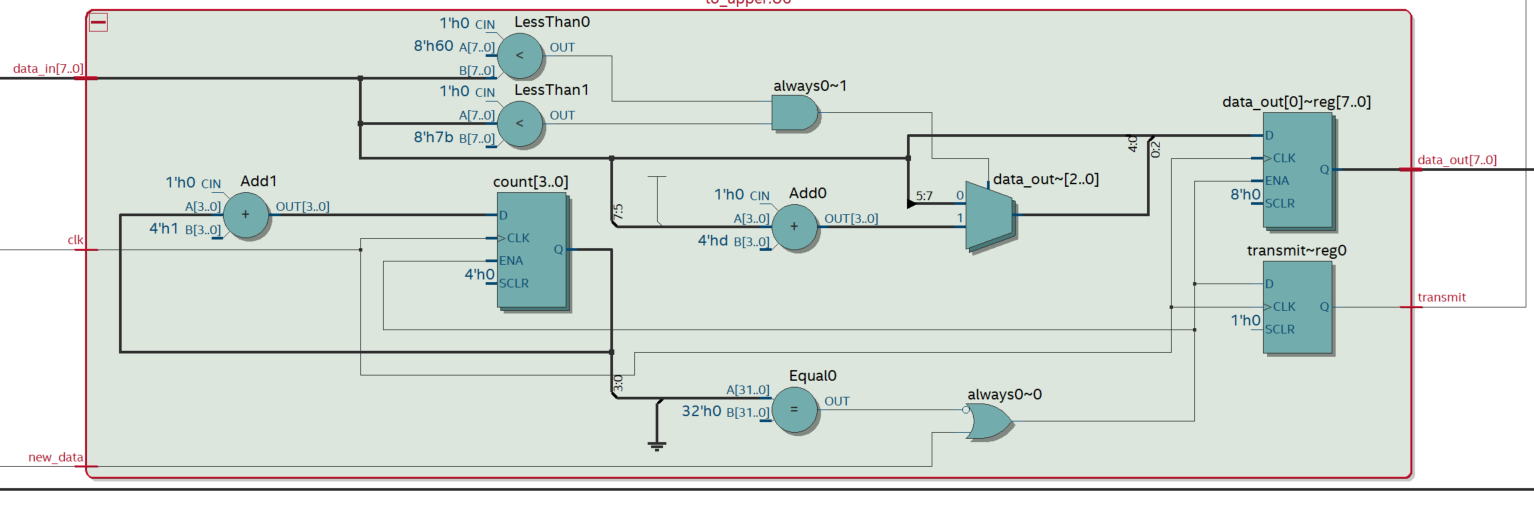 to_upper:U6
1'h0 CIN LessThan0
8'h60 A[7..0] < OUT
B[7..0]
data_in[7..0]
1'h0 CIN LessThan1
A[7..0] < OUT
8'h7b B[7..0]
always0~1
data_out[0]~reg[7..0]
D
CLK
ENA
8'h0 SCLR
Q
data_out[7..0]
4:0
0:2
1'h0 CIN Add1
A[3..0] + OUT[3..0]
4'h1 B[3..0]
count[3..0]
D
CLK
ENA
4'h0 SCLR
Q
7:5
1'h0 CIN Add0
A[3..0] + OUT[3..0]
4'hd B[3..0]
data_out~[2..0]
5:7 0
1
clk
transmit~reg0
D
CLK
1'h0 SCLR
Q
transmit
3:0
Equal0
A[31..0] = OUT
32'h0 B[31..0]
always0~0
new_data